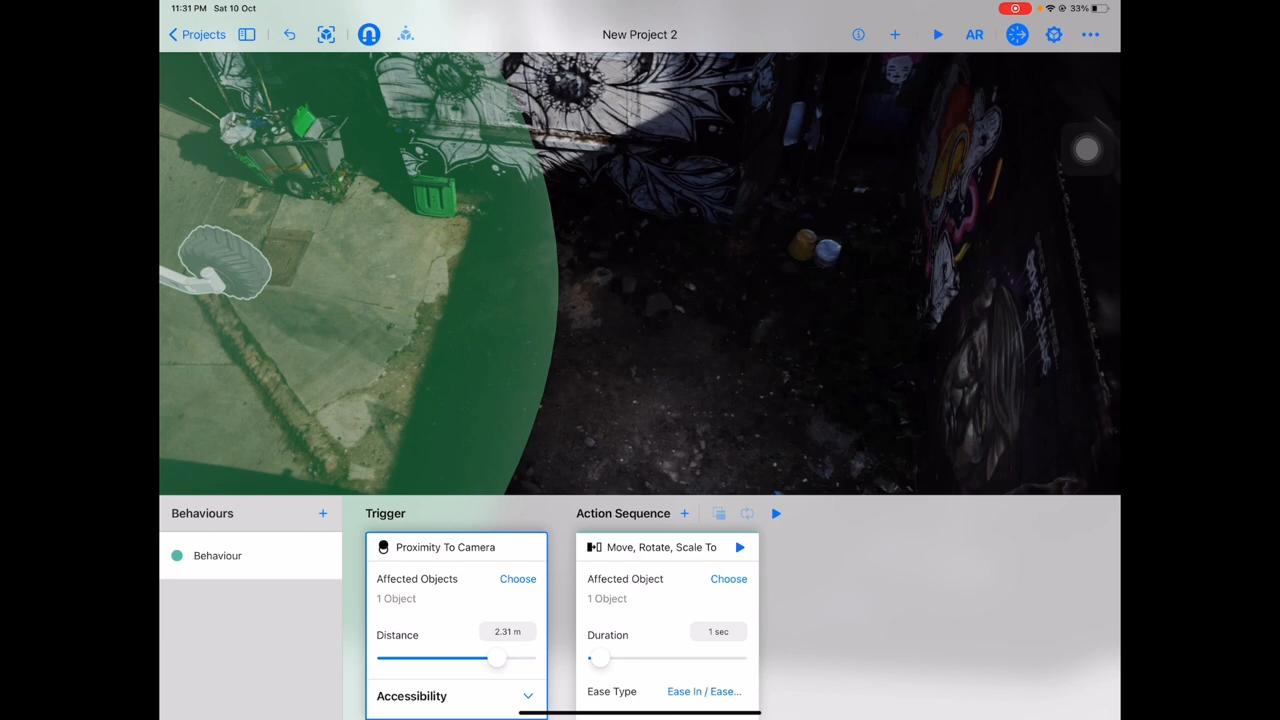 11:31 PM Sat 10 Oct
33%
Projects
New Project 2
AR
Behaviours
Trigger
Action Sequence
Behaviour
Proximity To Camera
Move, Rotate, Scale To
Affected Objects Choose
Affected Object Choose
1 Object
1 Object
Distance 2.31 m
Duration 1 sec
Accessibility
Ease Type Ease In / Ease...